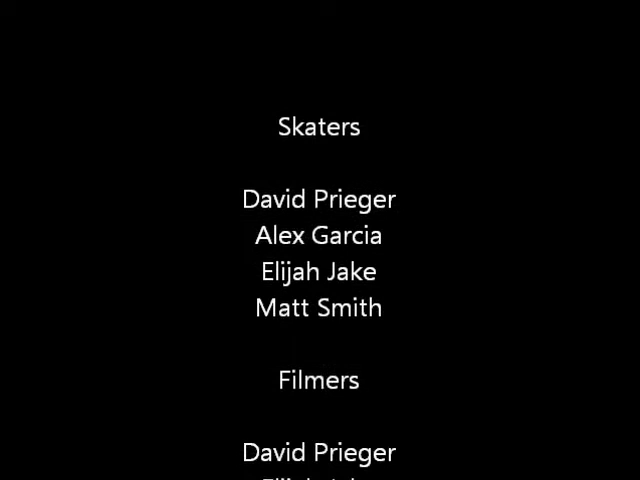 Skaters
David Prieger
Alex Garcia
Elijah Jake
Matt Smith
Filmers
David Prieger